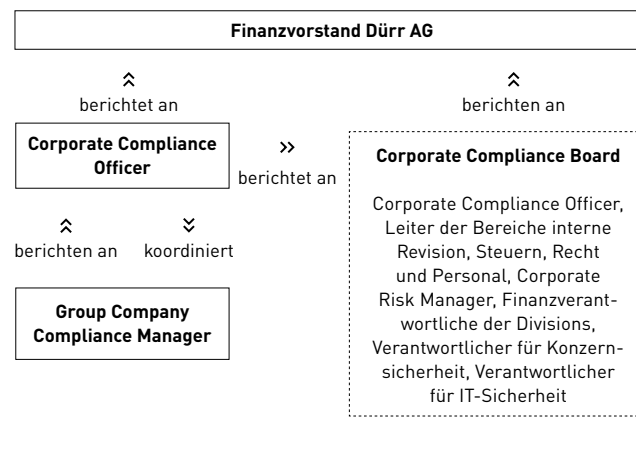 Finanzvorstand Dürr AG
berichtet an
berichten an
Corporate Compliance
Officer
berichtet an
berichten an
koordiniert
Group Company
Compliance Manager
Corporate Compliance Board
Corporate Compliance Officer,
Leiter der Bereiche interne
Revision, Steuern, Recht
und Personal, Corporate
Risk Manager, Finanzverant-
wortliche der Divisions,
Verantwortlicher für Konzern-
sicherheit, Verantwortlicher
für IT-Sicherheit